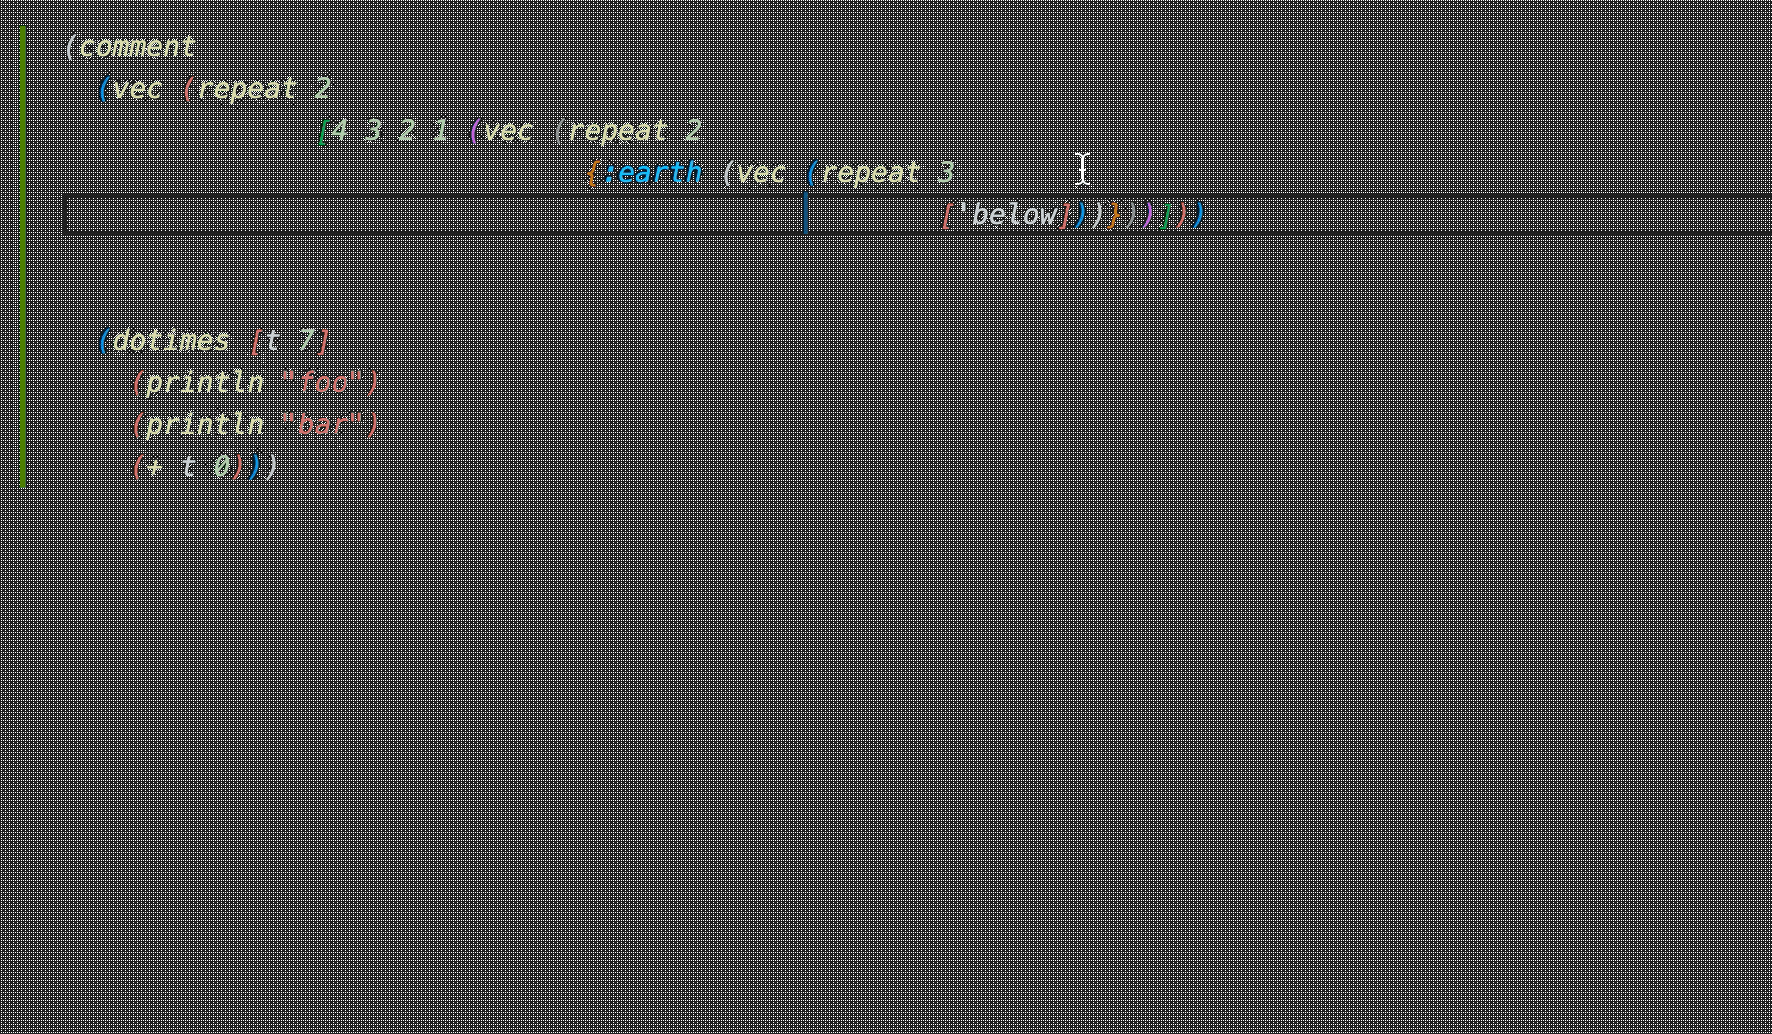 (comment
  (vec (repeat 2
               [4 3 2 1 (vec (repeat 2
                               {:earth (vec (repeat 3
                                                    ['below]))}))]))
  (dotimes [t 7]
    (println "foo")
    (println "bar")
    (+ t 0)))